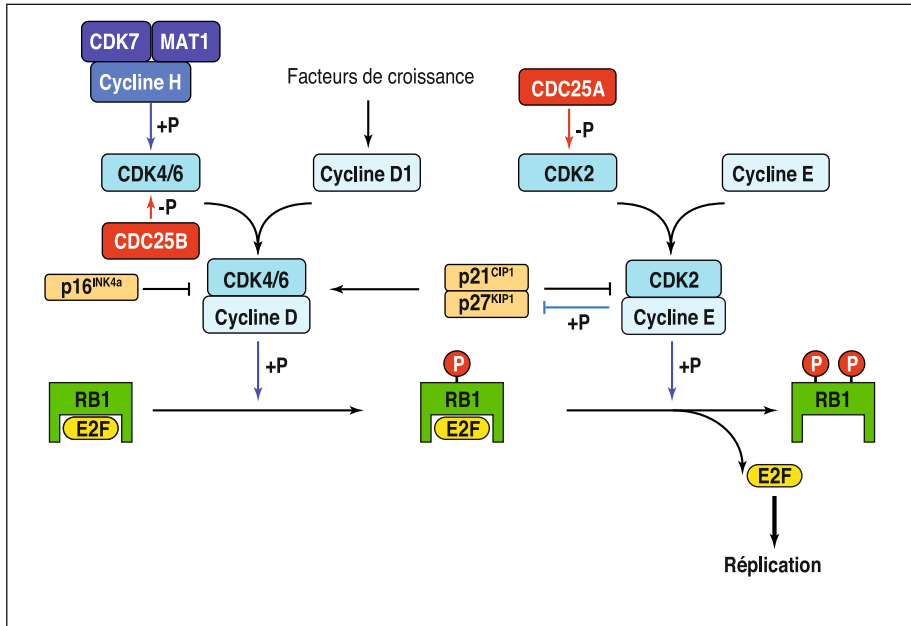 CDK7 MAT1
Cycline H
Facteurs de croissance
CDC25A
+P
-P
CDK4/6
Cycline D1
CDK2
Cycline E
-P
CDC25B
p16INK4a
CDK4/6
Cycline D
p21CIP1
p27KIP1
CDK2
Cycline E
+P
+P
+P
RB1
E2F
P
RB1
E2F
P P
RB1
E2F
Réplication